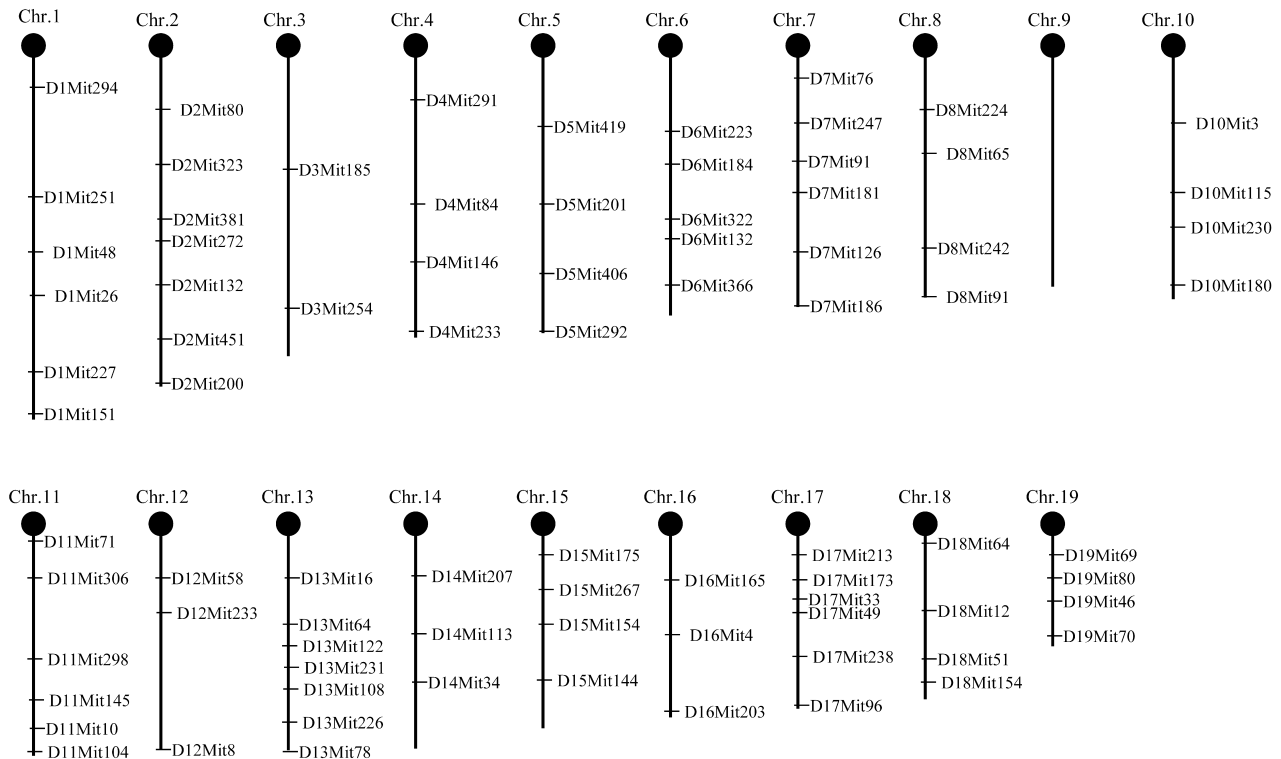 Chr.1
D1Mit294
D1Mit251
D1Mit48
D1Mit26
D1Mit227
D1Mit151
Chr.2
D2Mit80
D2Mit323
D2Mit381
D2Mit272
D2Mit132
D2Mit451
D2Mit200
Chr.3
D3Mit185
D3Mit254
Chr.4
D4Mit291
D4Mit84
D4Mit146
D4Mit233
Chr.5
D5Mit419
D5Mit201
D5Mit406
D5Mit292
Chr.6
D6Mit223
D6Mit184
D6Mit322
D6Mit132
D6Mit366
Chr.7
D7Mit76
D7Mit247
D7Mit91
D7Mit181
D7Mit126
D7Mit186
Chr.8
D8Mit224
D8Mit65
D8Mit242
D8Mit91
Chr.9
Chr.10
D10Mit3
D10Mit115
D10Mit230
D10Mit180
Chr.11
D11Mit71
D11Mit306
D11Mit298
D11Mit145
D11Mit10
D11Mit104
Chr.12
D12Mit58
D12Mit233
D12Mit8
Chr.13
D13Mit16
D13Mit64
D13Mit122
D13Mit231
D13Mit108
D13Mit226
D13Mit78
Chr.14
D14Mit207
D14Mit113
D14Mit34
Chr.15
D15Mit175
D15Mit267
D15Mit154
D15Mit144
Chr.16
D16Mit165
D16Mit4
D16Mit203
Chr.17
D17Mit213
D17Mit173
D17Mit33
D17Mit49
D17Mit238
D17Mit96
Chr.18
D18Mit64
D18Mit12
D18Mit51
D18Mit154
Chr.19
D19Mit69
D19Mit80
D19Mit46
D19Mit70